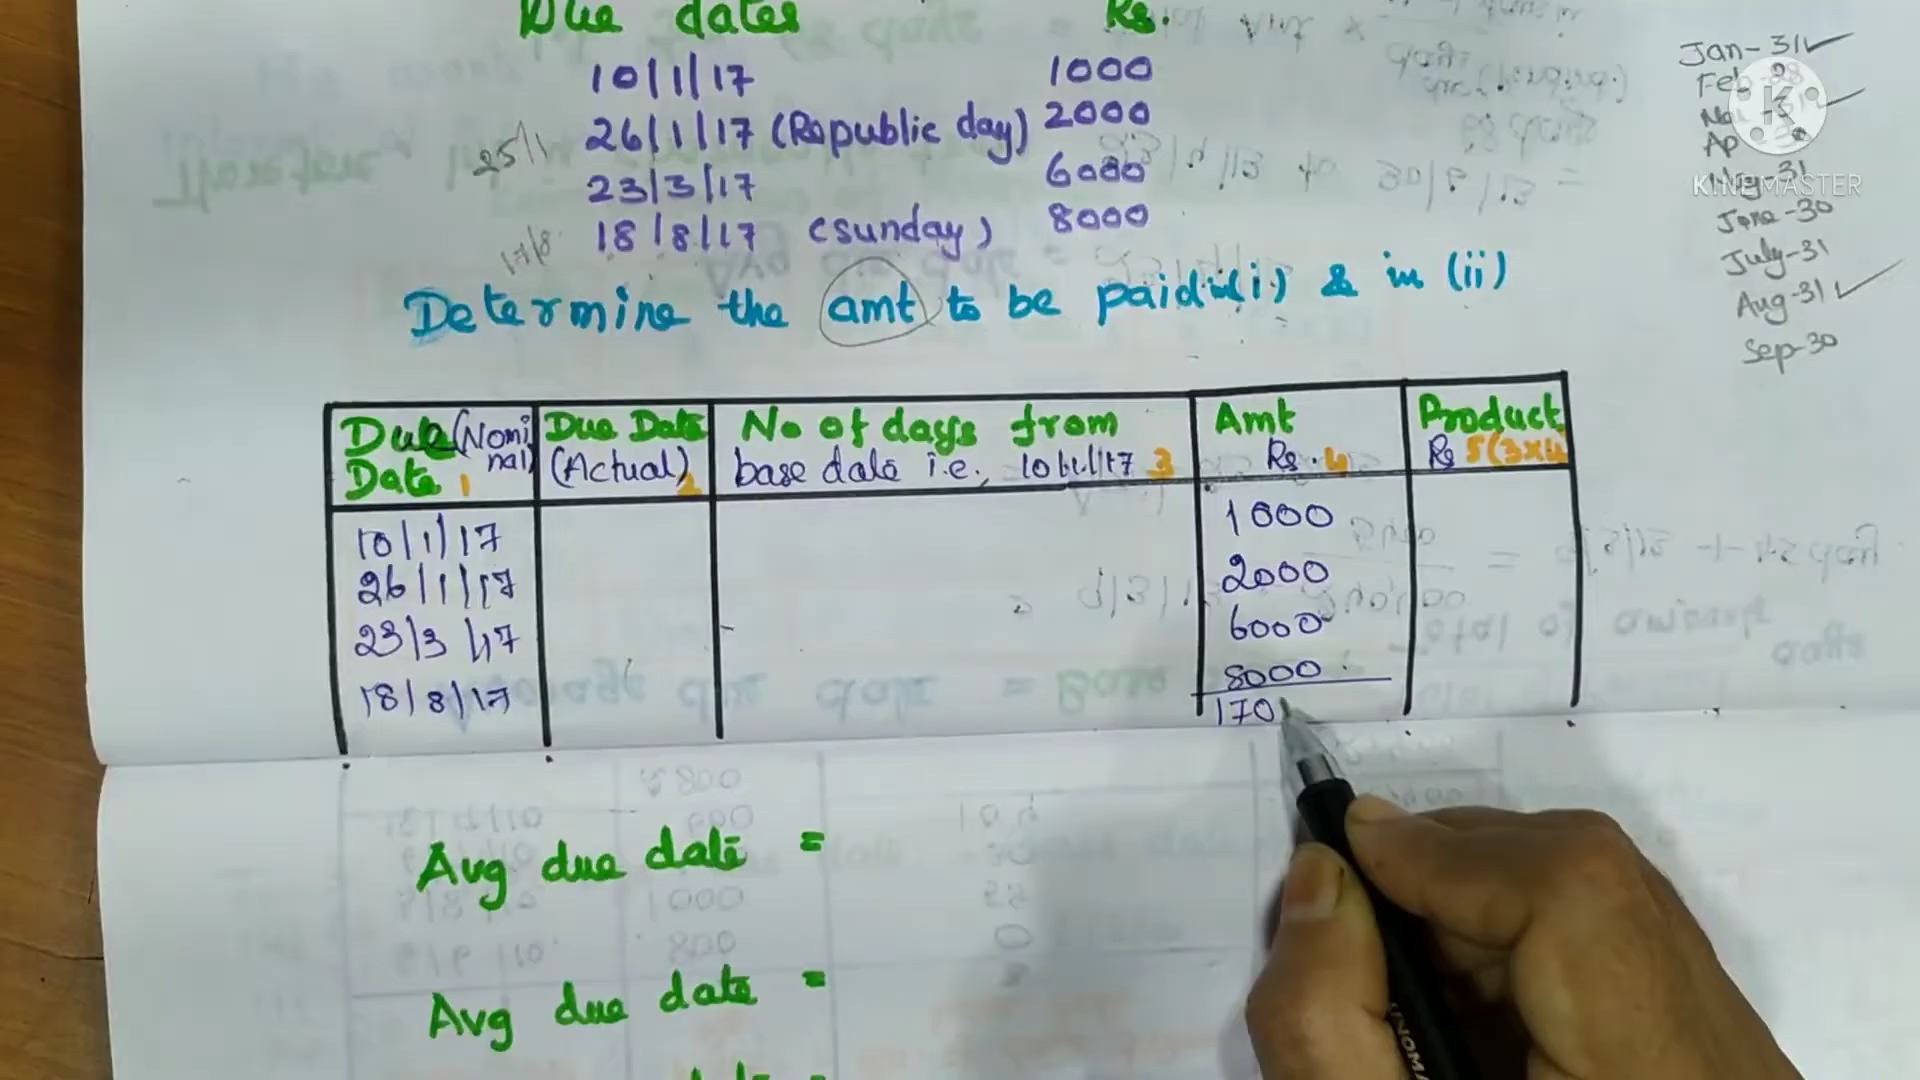 Due dates Rs.
10/1/17 1000
26/1/17 (Republic day) 2000
25/1
23/3/17 6000
18/8/17 (Sunday) 8000
17/8
Determine the amt to be paid in (i) & in (ii)
Jan-31
Feb-28
May-31
June-30
July-31
Aug-31
Sep-30
KINEMASTER
Due (Nominal) Date 1
Due Date (Actual) 2
No of days from
base date i.e., 10/1/17 3
Amt
Rs. 4
Product
Rs 5(3x4)
10/1/17 1000
26/1/17 2000
23/3/17 6000
18/8/17 8000
170
Avg due date =
Avg due date =